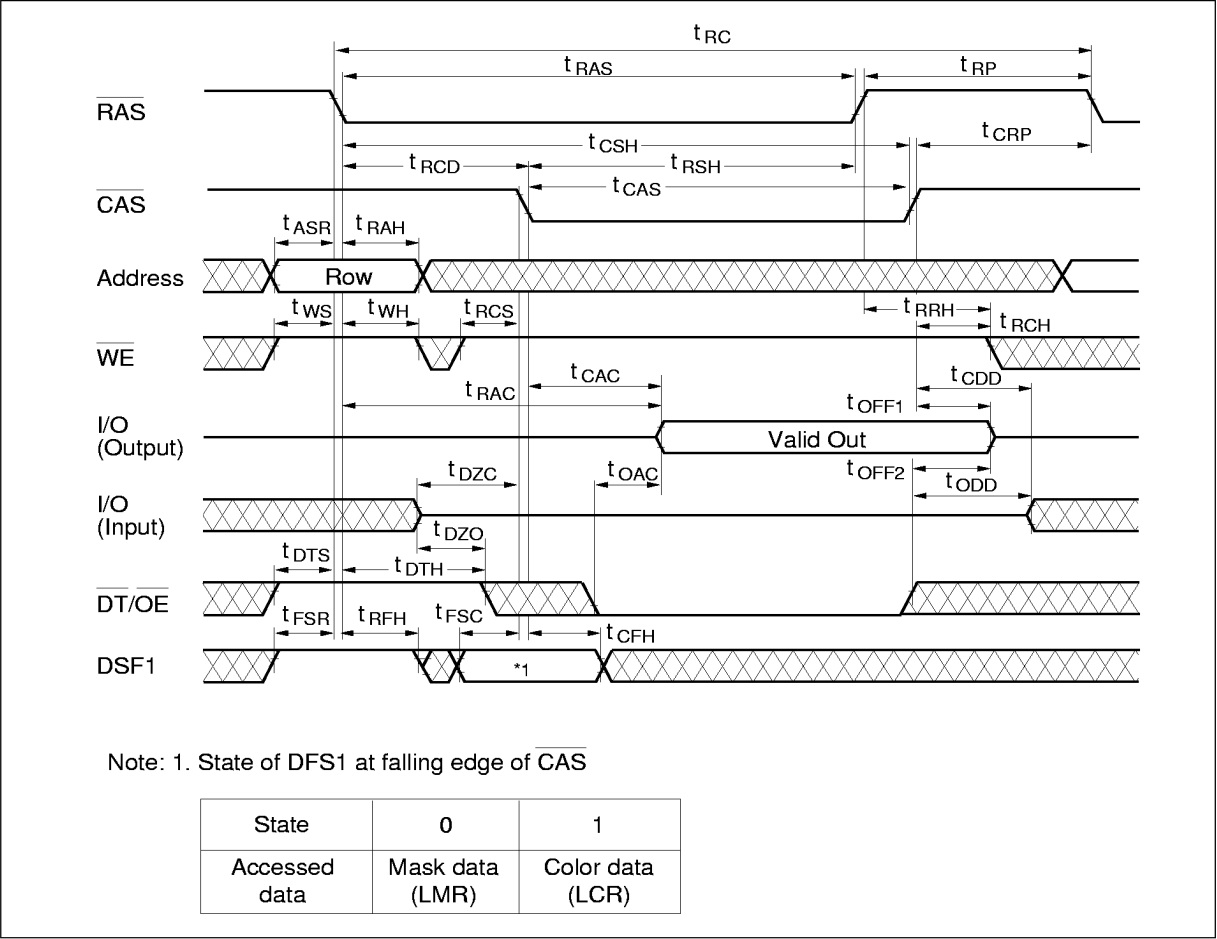 tRC
tRAS
tRP
RAS
tCSH
tCRP
tRCD
tRSH
CAS
tCAS
tASR
tRAH
Address
Row
tWS
tWH
tRCS
tRRH
tRCH
WE
tCAC
tCDD
tRAC
tOFF1
I/O
(Output)
Valid Out
tDZC
tOAC
tOFF2
tODD
I/O
(Input)
tDZO
tDTS
tDTH
DT/OE
tFSR
tRFH
tFSC
tCFH
DSF1
*1
Note: 1. State of DFS1 at falling edge of CAS
State 0 1
Accessed data Mask data (LMR) Color data (LCR)